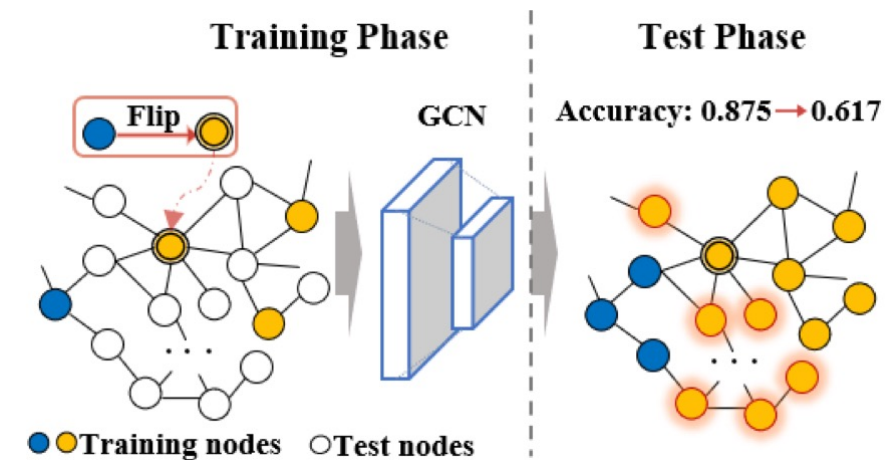 Training Phase
Test Phase
Flip
GCN
Accuracy: 0.875→0.617
. . .
. . .
Training nodes
Test nodes